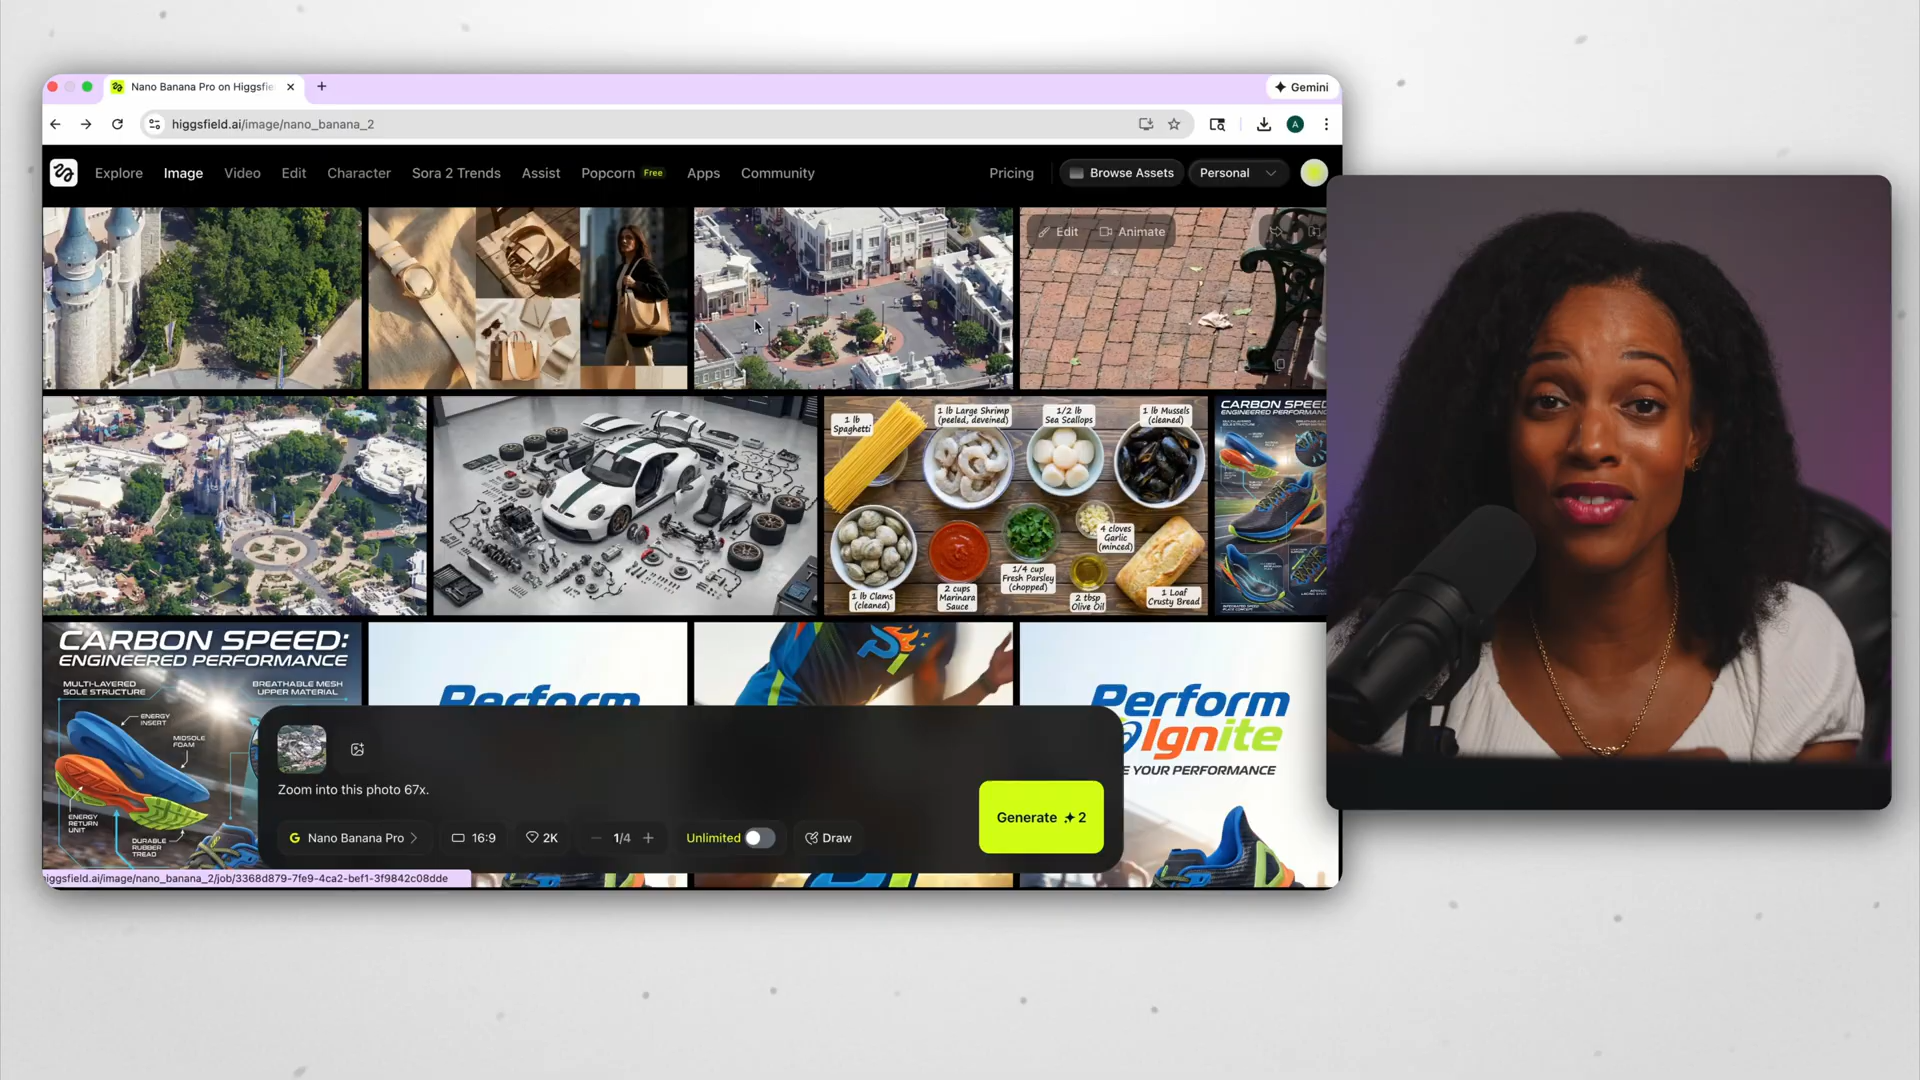 Nano Banana Pro on Higgsfie
Gemini
higgsfield.ai/image/nano_banana_2
A
Explore
Image
Video
Edit
Character
Sora 2 Trends
Assist
Popcorn Free
Apps
Community
Pricing
Browse Assets
Personal
Edit
Animate
1 lb
Spaghetti
1 lb Large Shrimp
(peeled, deveined)
1/2 lb
Sea Scallops
1 lb Mussels
(cleaned)
1 lb Clams
(cleaned)
2 cups
Marinara
Sauce
1/4 cup
Fresh Parsley
(chopped)
4 cloves
Garlic
(minced)
2 tbsp
Olive Oil
1 Loaf
Crusty Bread
CARBON SPEED
ENGINEERED PERFORMANCE
CARBON SPEED:
ENGINEERED PERFORMANCE
MULTI-LAYERED
SOLE STRUCTURE
BREATHABLE MESH
UPPER MATERIAL
ENERGY
INSERT
MIDSOLE
FOAM
ENERGY
RETURN
UNIT
DURABLE
RUBBER
TREAD
Perform
Perform
Ignite
E YOUR PERFORMANCE
Zoom into this photo 67x.
G Nano Banana Pro
16:9
2K
1/4
Unlimited
Draw
Generate 2
iggsfield.ai/image/nano_banana_2/job/3368d879-7fe9-4ca2-bef1-3f9842c08dde